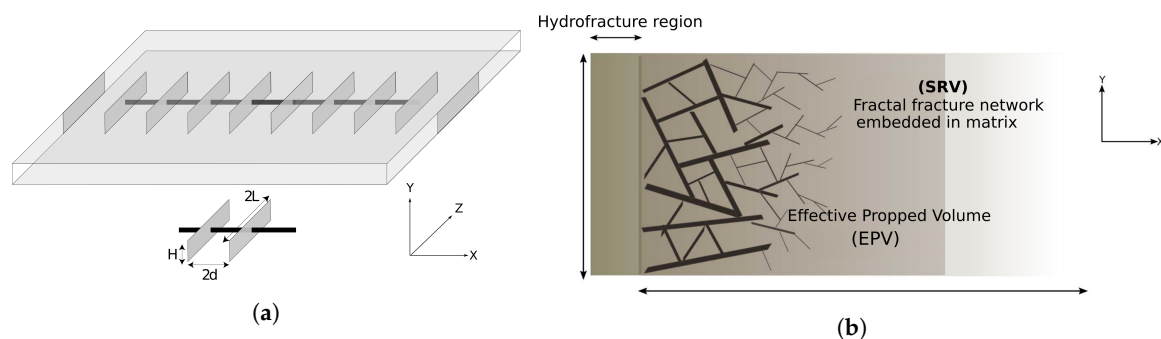 Hydrofracture region
(SRV)
Fractal fracture network
embedded in matrix
Effective Propped Volume
(EPV)
Y
X
2L
H
2d
Y
Z
X
(a)
(b)